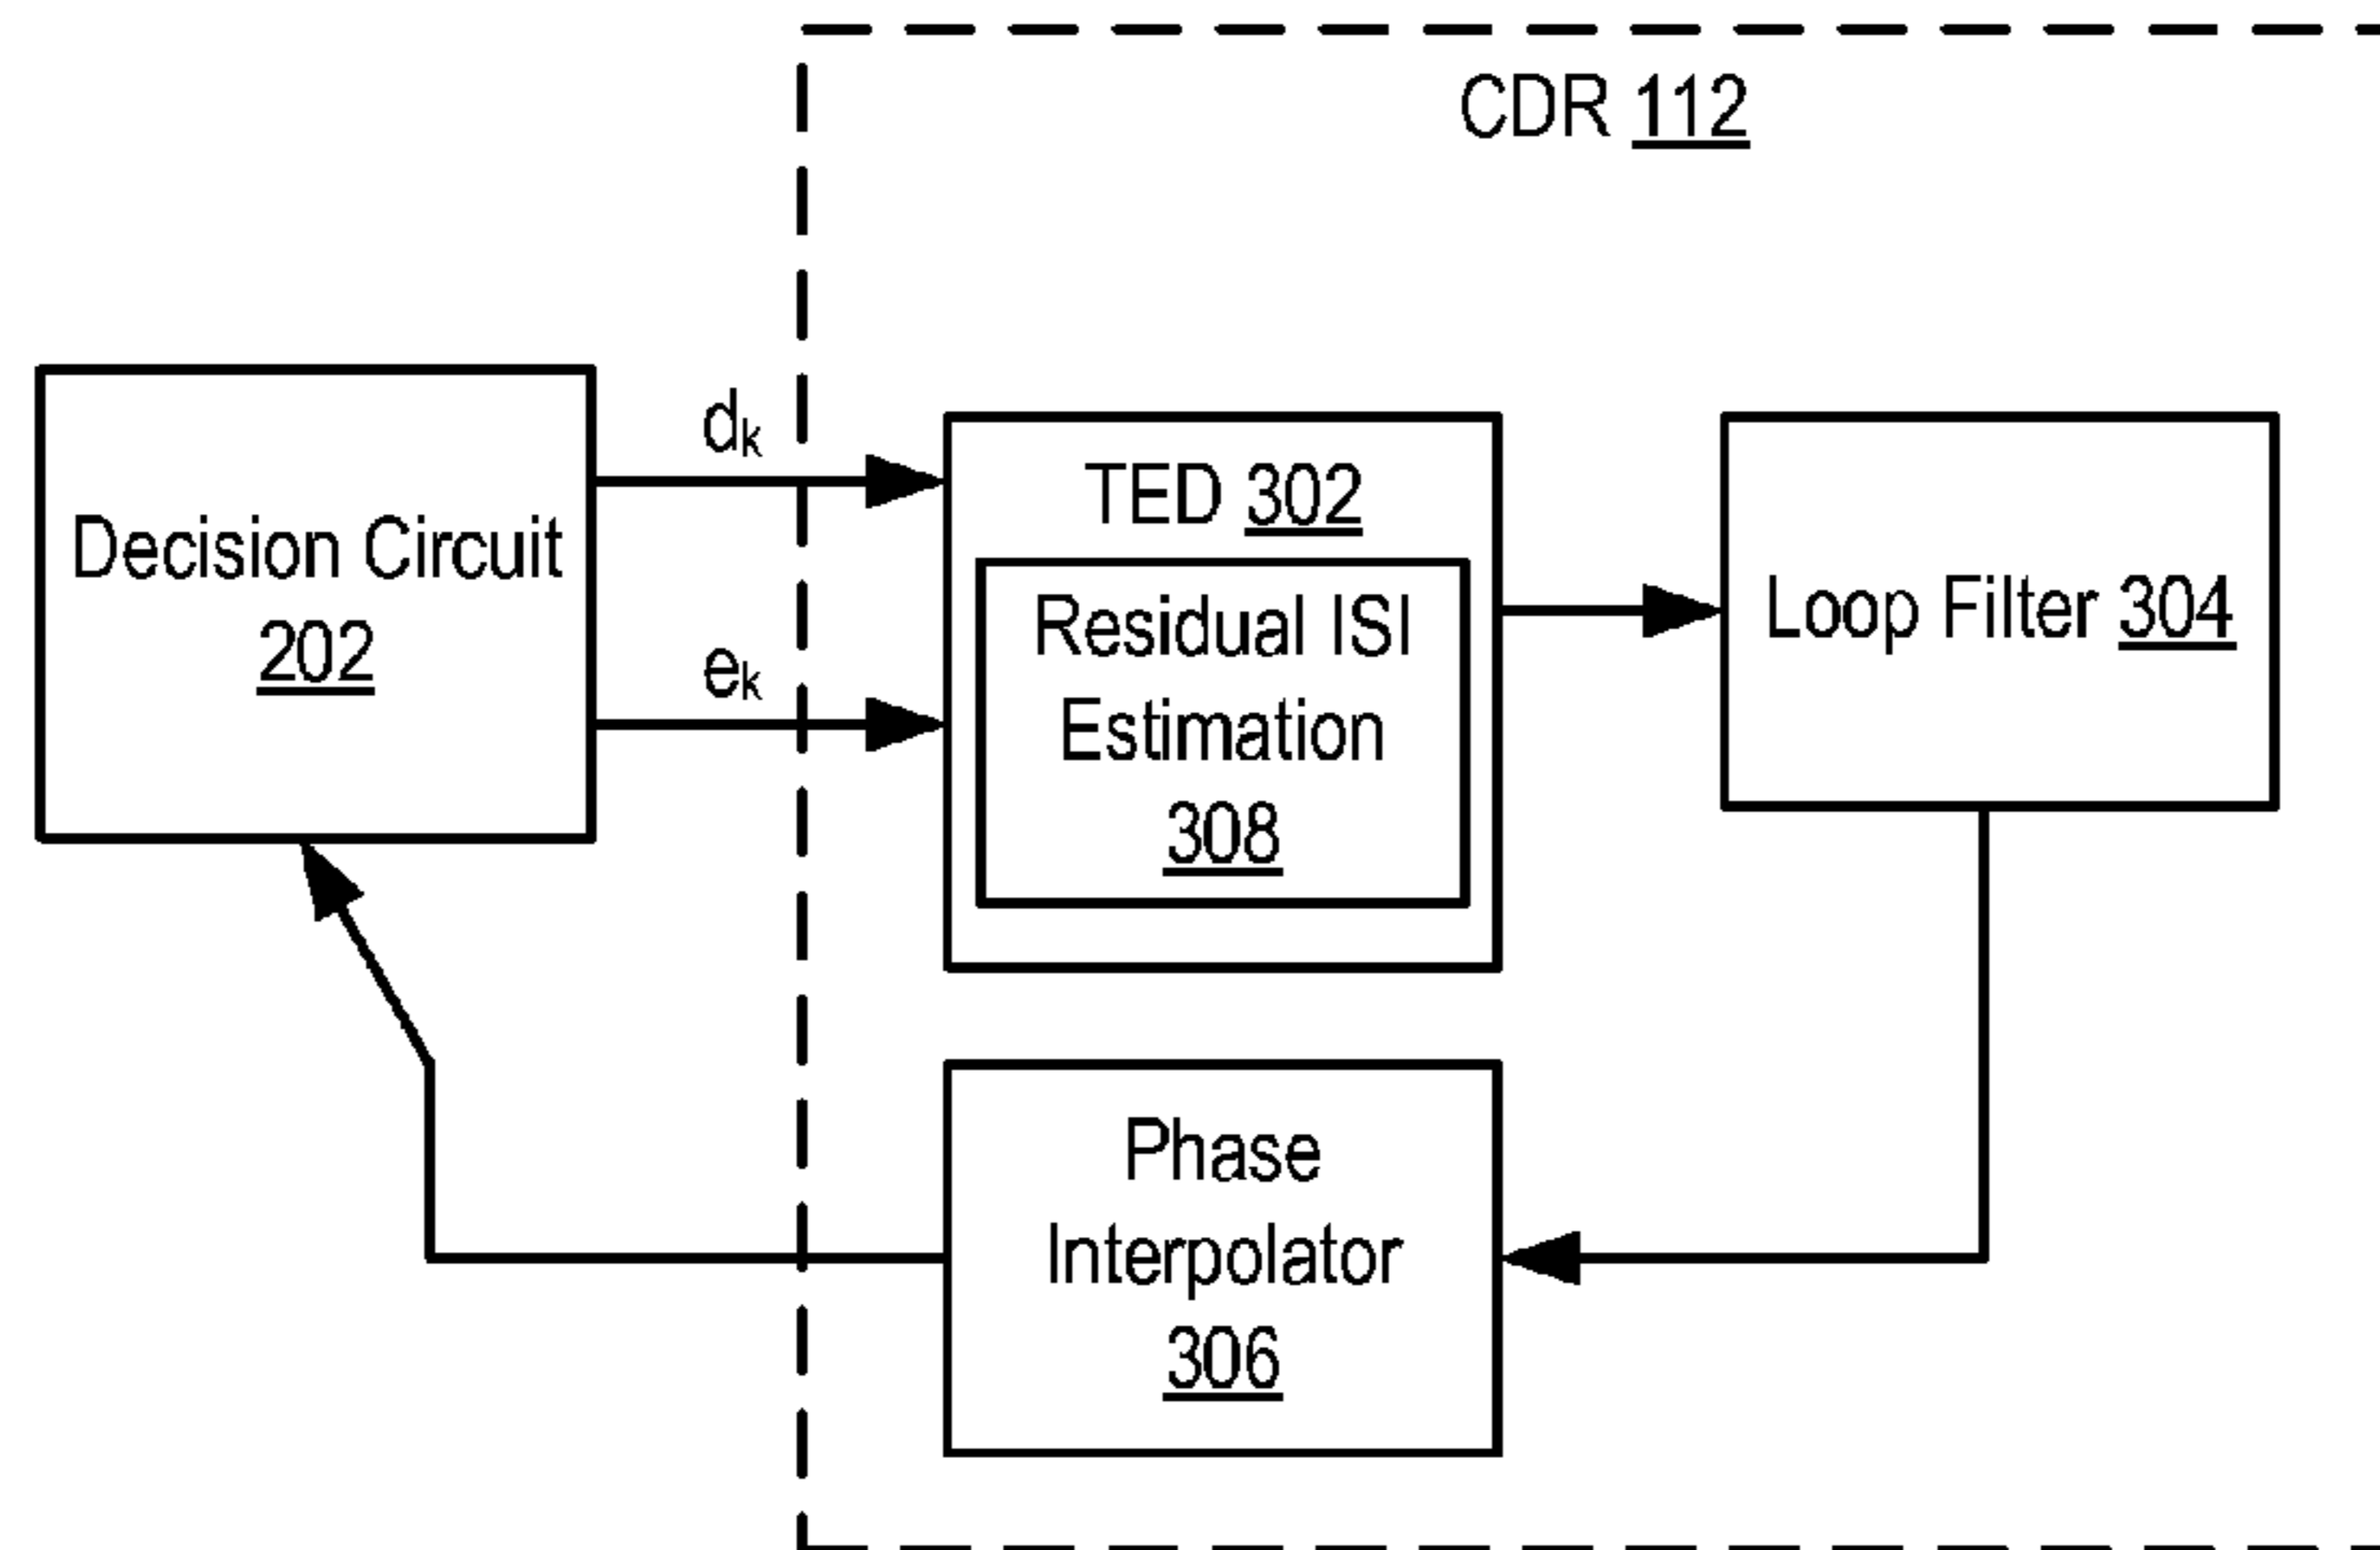 CDR 112
Decision Circuit
202
dk
ek
TED 302
Residual ISI
Estimation
308
Loop Filter 304
Phase
Interpolator
306